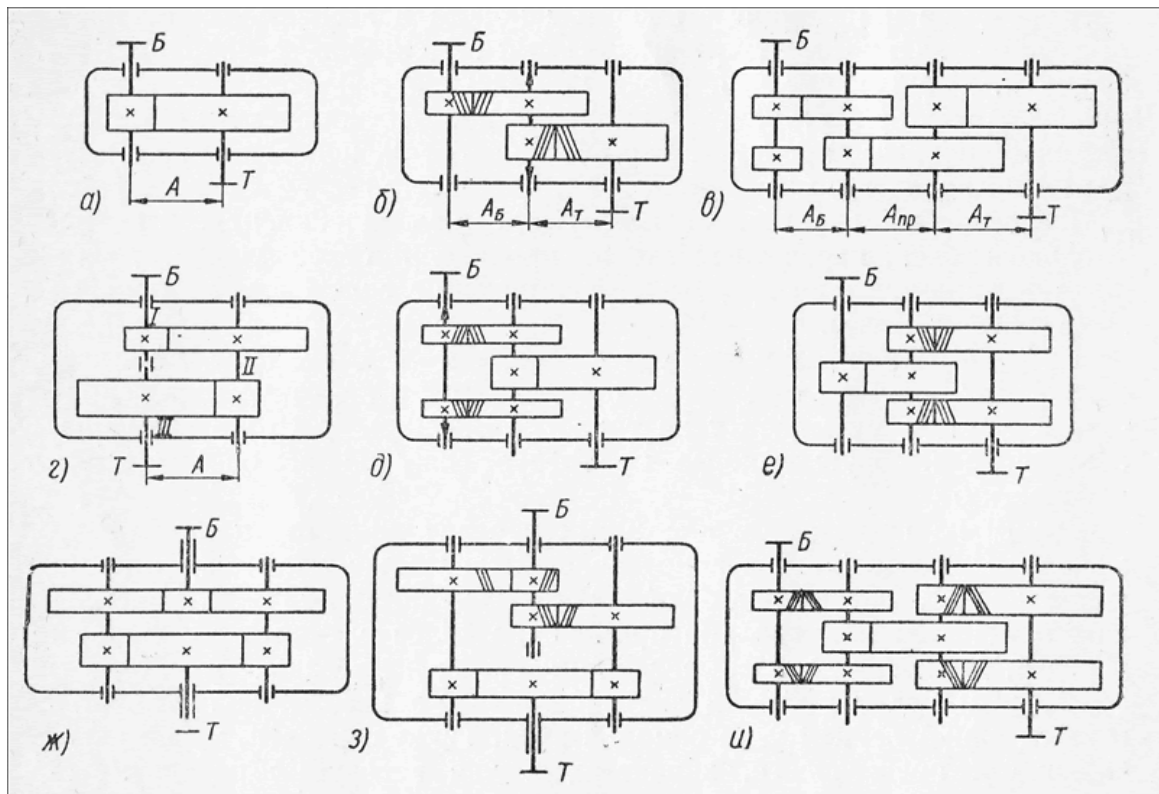 Б
Т
А
а)
Б
Т
А_Б А_Т
б)
Б
Т
А_Б А_пр А_Т
в)
Б
I
II
III
Т
А
г)
Б
Т
д)
Б
Т
е)
Б
Т
ж)
Б
Т
з)
Б
Т
и)